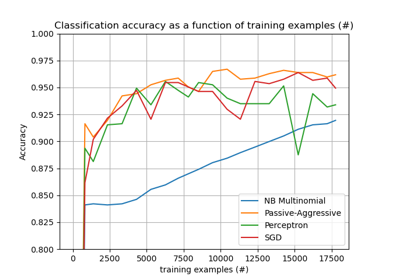 Classification accuracy as a function of training examples (#)
1.000
0.975
0.950
0.925
0.900
0.875
0.850
0.825
0.800
Accuracy
NB Multinomial
Passive-Aggressive
Perceptron
SGD
0 2500 5000 7500 10000 12500 15000 17500
training examples (#)